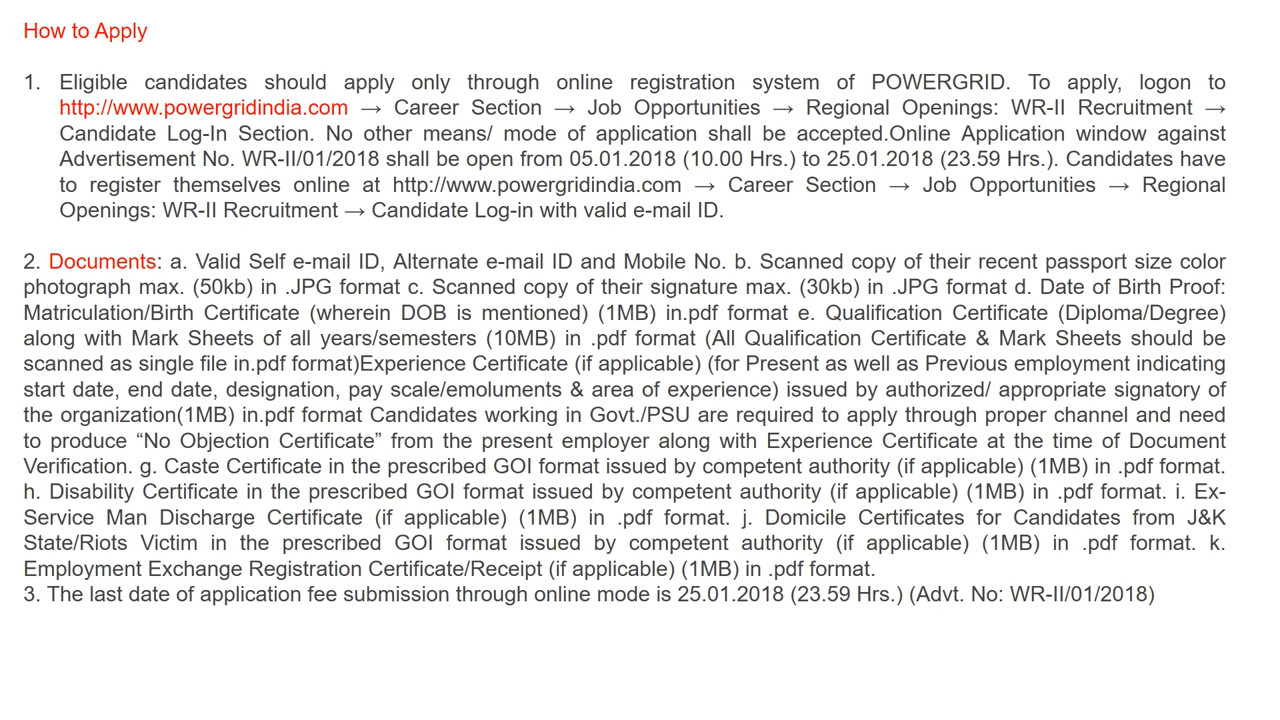 How to Apply
1. Eligible candidates should apply only through online registration system of POWERGRID. To apply, logon to
http://www.powergridindia.com → Career Section → Job Opportunities → Regional Openings: WR-II Recruitment →
Candidate Log-In Section. No other means/ mode of application shall be accepted.Online Application window against
Advertisement No. WR-II/01/2018 shall be open from 05.01.2018 (10.00 Hrs.) to 25.01.2018 (23.59 Hrs.). Candidates have
to register themselves online at http://www.powergridindia.com → Career Section → Job Opportunities → Regional
Openings: WR-II Recruitment → Candidate Log-in with valid e-mail ID.
2. Documents: a. Valid Self e-mail ID, Alternate e-mail ID and Mobile No. b. Scanned copy of their recent passport size color
photograph max. (50kb) in .JPG format c. Scanned copy of their signature max. (30kb) in .JPG format d. Date of Birth Proof:
Matriculation/Birth Certificate (wherein DOB is mentioned) (1MB) in.pdf format e. Qualification Certificate (Diploma/Degree)
along with Mark Sheets of all years/semesters (10MB) in .pdf format (All Qualification Certificate & Mark Sheets should be
scanned as single file in.pdf format)Experience Certificate (if applicable) (for Present as well as Previous employment indicating
start date, end date, designation, pay scale/emoluments & area of experience) issued by authorized/ appropriate signatory of
the organization(1MB) in.pdf format Candidates working in Govt./PSU are required to apply through proper channel and need
to produce “No Objection Certificate” from the present employer along with Experience Certificate at the time of Document
Verification. g. Caste Certificate in the prescribed GOI format issued by competent authority (if applicable) (1MB) in .pdf format.
h. Disability Certificate in the prescribed GOI format issued by competent authority (if applicable) (1MB) in .pdf format. i. Ex-
Service Man Discharge Certificate (if applicable) (1MB) in .pdf format. j. Domicile Certificates for Candidates from J&K
State/Riots Victim in the prescribed GOI format issued by competent authority (if applicable) (1MB) in .pdf format. k.
Employment Exchange Registration Certificate/Receipt (if applicable) (1MB) in .pdf format.
3. The last date of application fee submission through online mode is 25.01.2018 (23.59 Hrs.) (Advt. No: WR-II/01/2018)